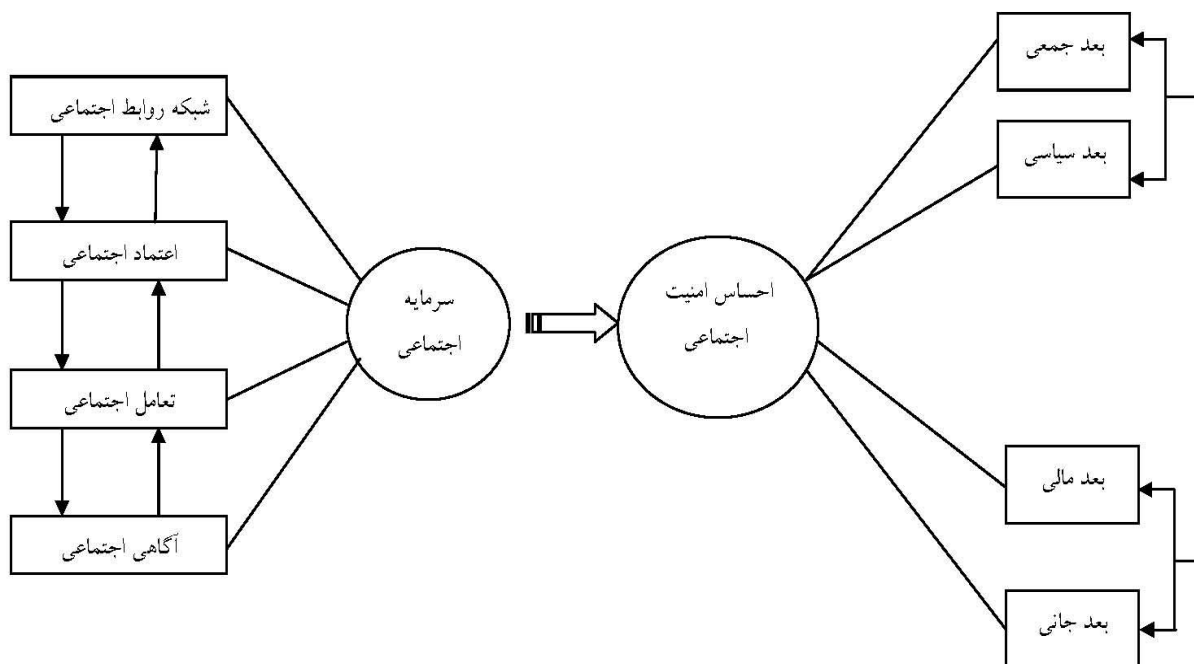 بعد جمعی
بعد سیاسی
شبکه روابط اجتماعی
اعتماد اجتماعی
تعامل اجتماعی
آگاهی اجتماعی
سرمایه
اجتماعی
احساس امنیت
اجتماعی
بعد مالی
بعد جانی